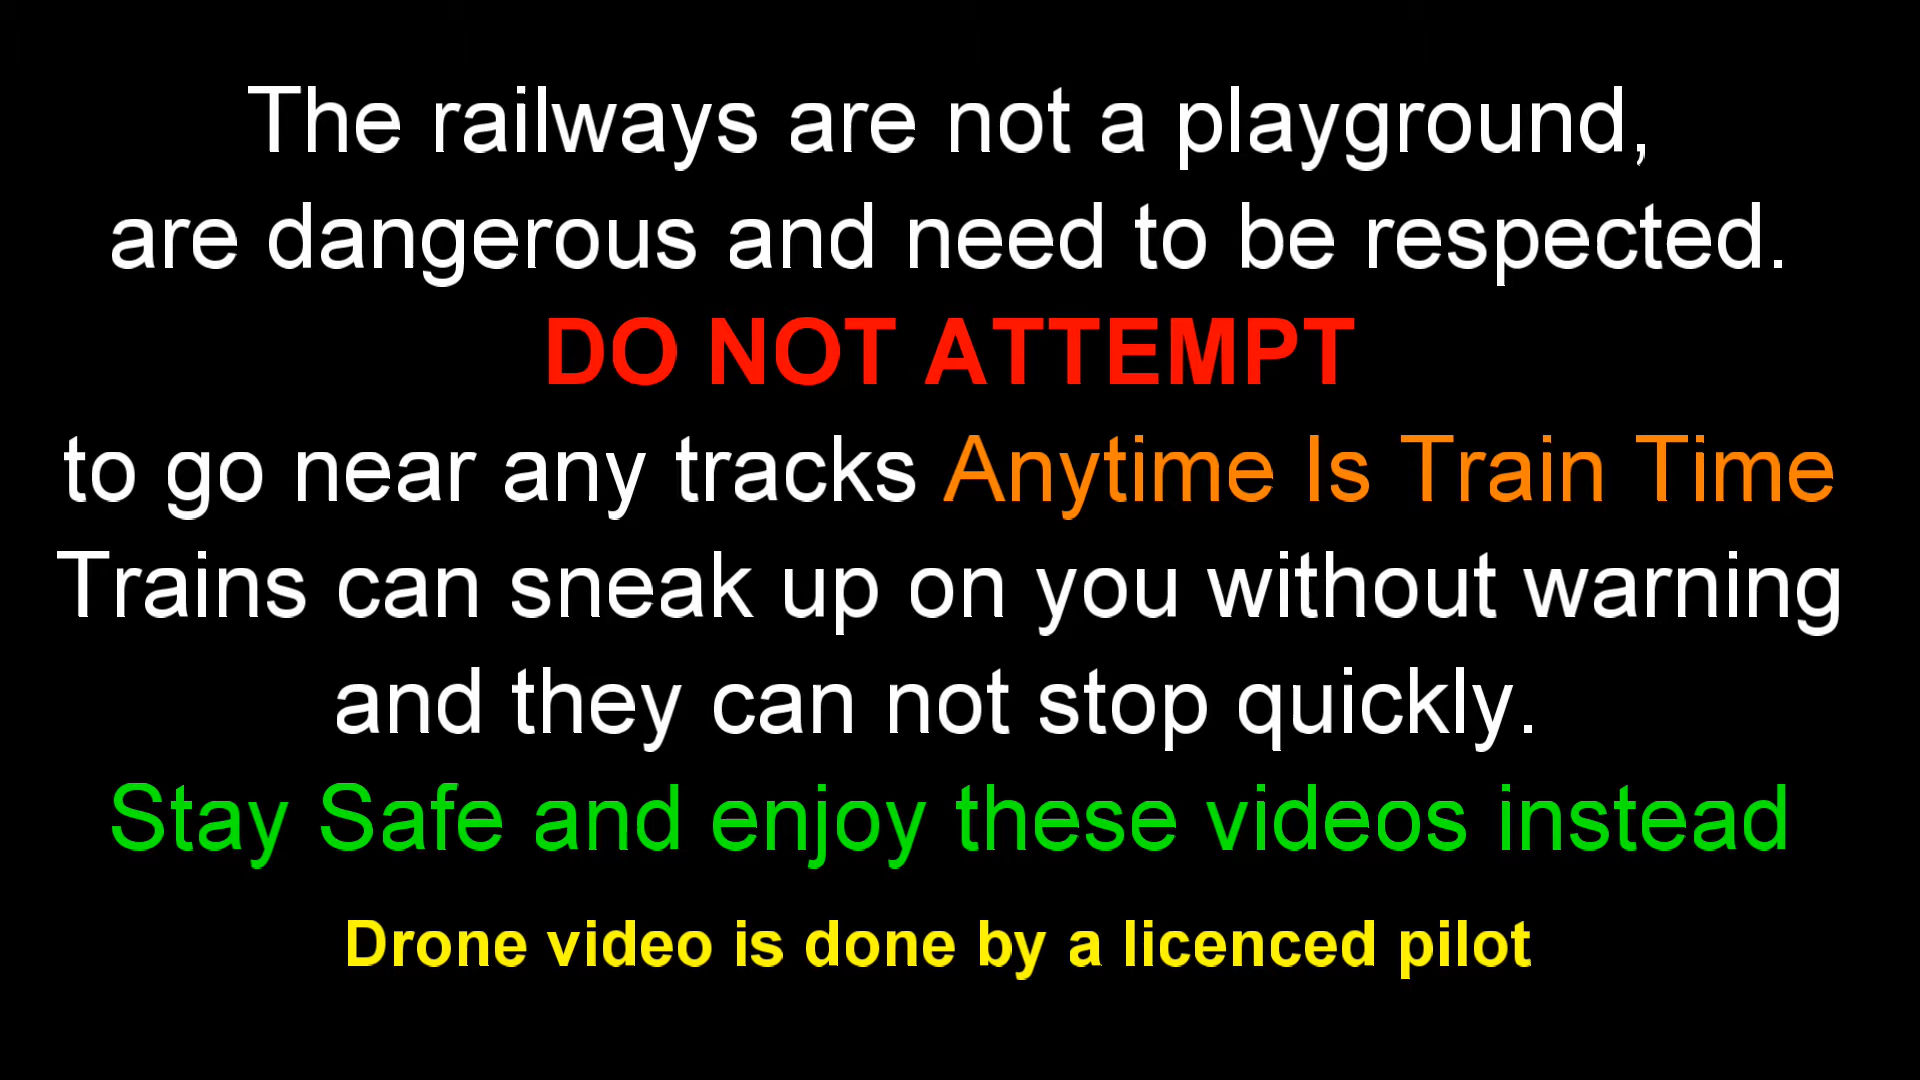 The railways are not a playground,
are dangerous and need to be respected.
DO NOT ATTEMPT
to go near any tracks Anytime Is Train Time
Trains can sneak up on you without warning
and they can not stop quickly.
Stay Safe and enjoy these videos instead
Drone video is done by a licenced pilot